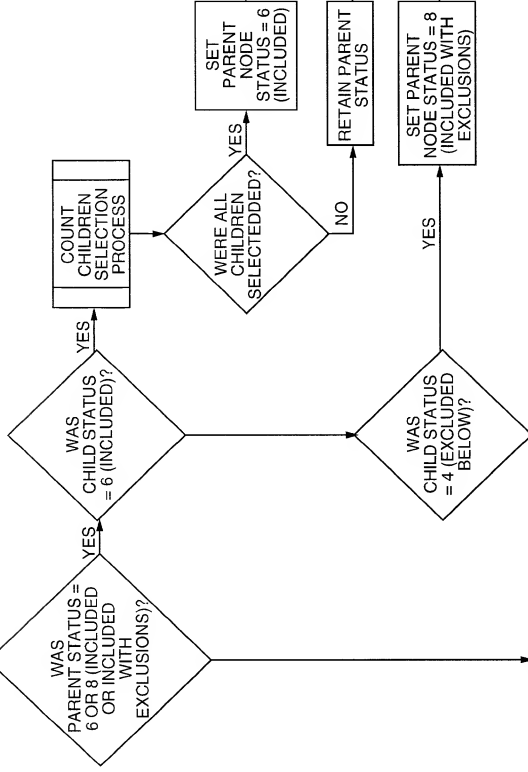 WAS
PARENT STATUS =
6 OR 8 (INCLUDED
OR INCLUDED
WITH
EXCLUSIONS)?
YES
WAS
CHILD STATUS
= 6 (INCLUDED)?
YES
COUNT
CHILDREN
SELECTION
PROCESS
WERE ALL
CHILDREN
SELECTEDDED?
YES
SET
PARENT
NODE
STATUS = 6
(INCLUDED)
NO
RETAIN PARENT
STATUS
WAS
CHILD STATUS
= 4 (EXCLUDED
BELOW)?
YES
SET PARENT
NODE STATUS = 8
(INCLUDED WITH
EXCLUSIONS)